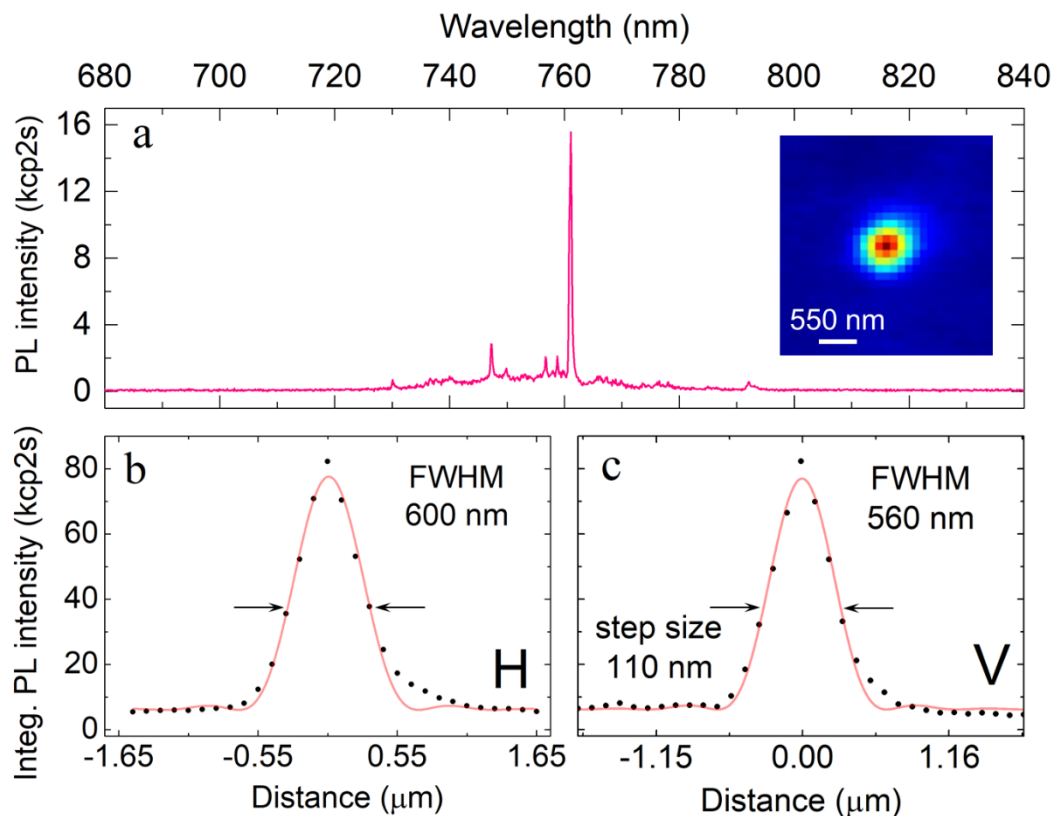 Wavelength (nm)
680 700 720 740 760 780 800 820 840
PL intensity (kcp2s)
16
12
8
4
0
a
550 nm
Integ. PL intensity (kcp2s)
80
60
40
20
0
b
FWHM
600 nm
H
-1.65 -0.55 0.55 1.65
Distance (μm)
c
FWHM
560 nm
step size
110 nm
V
-1.15 0.00 1.16
Distance (μm)